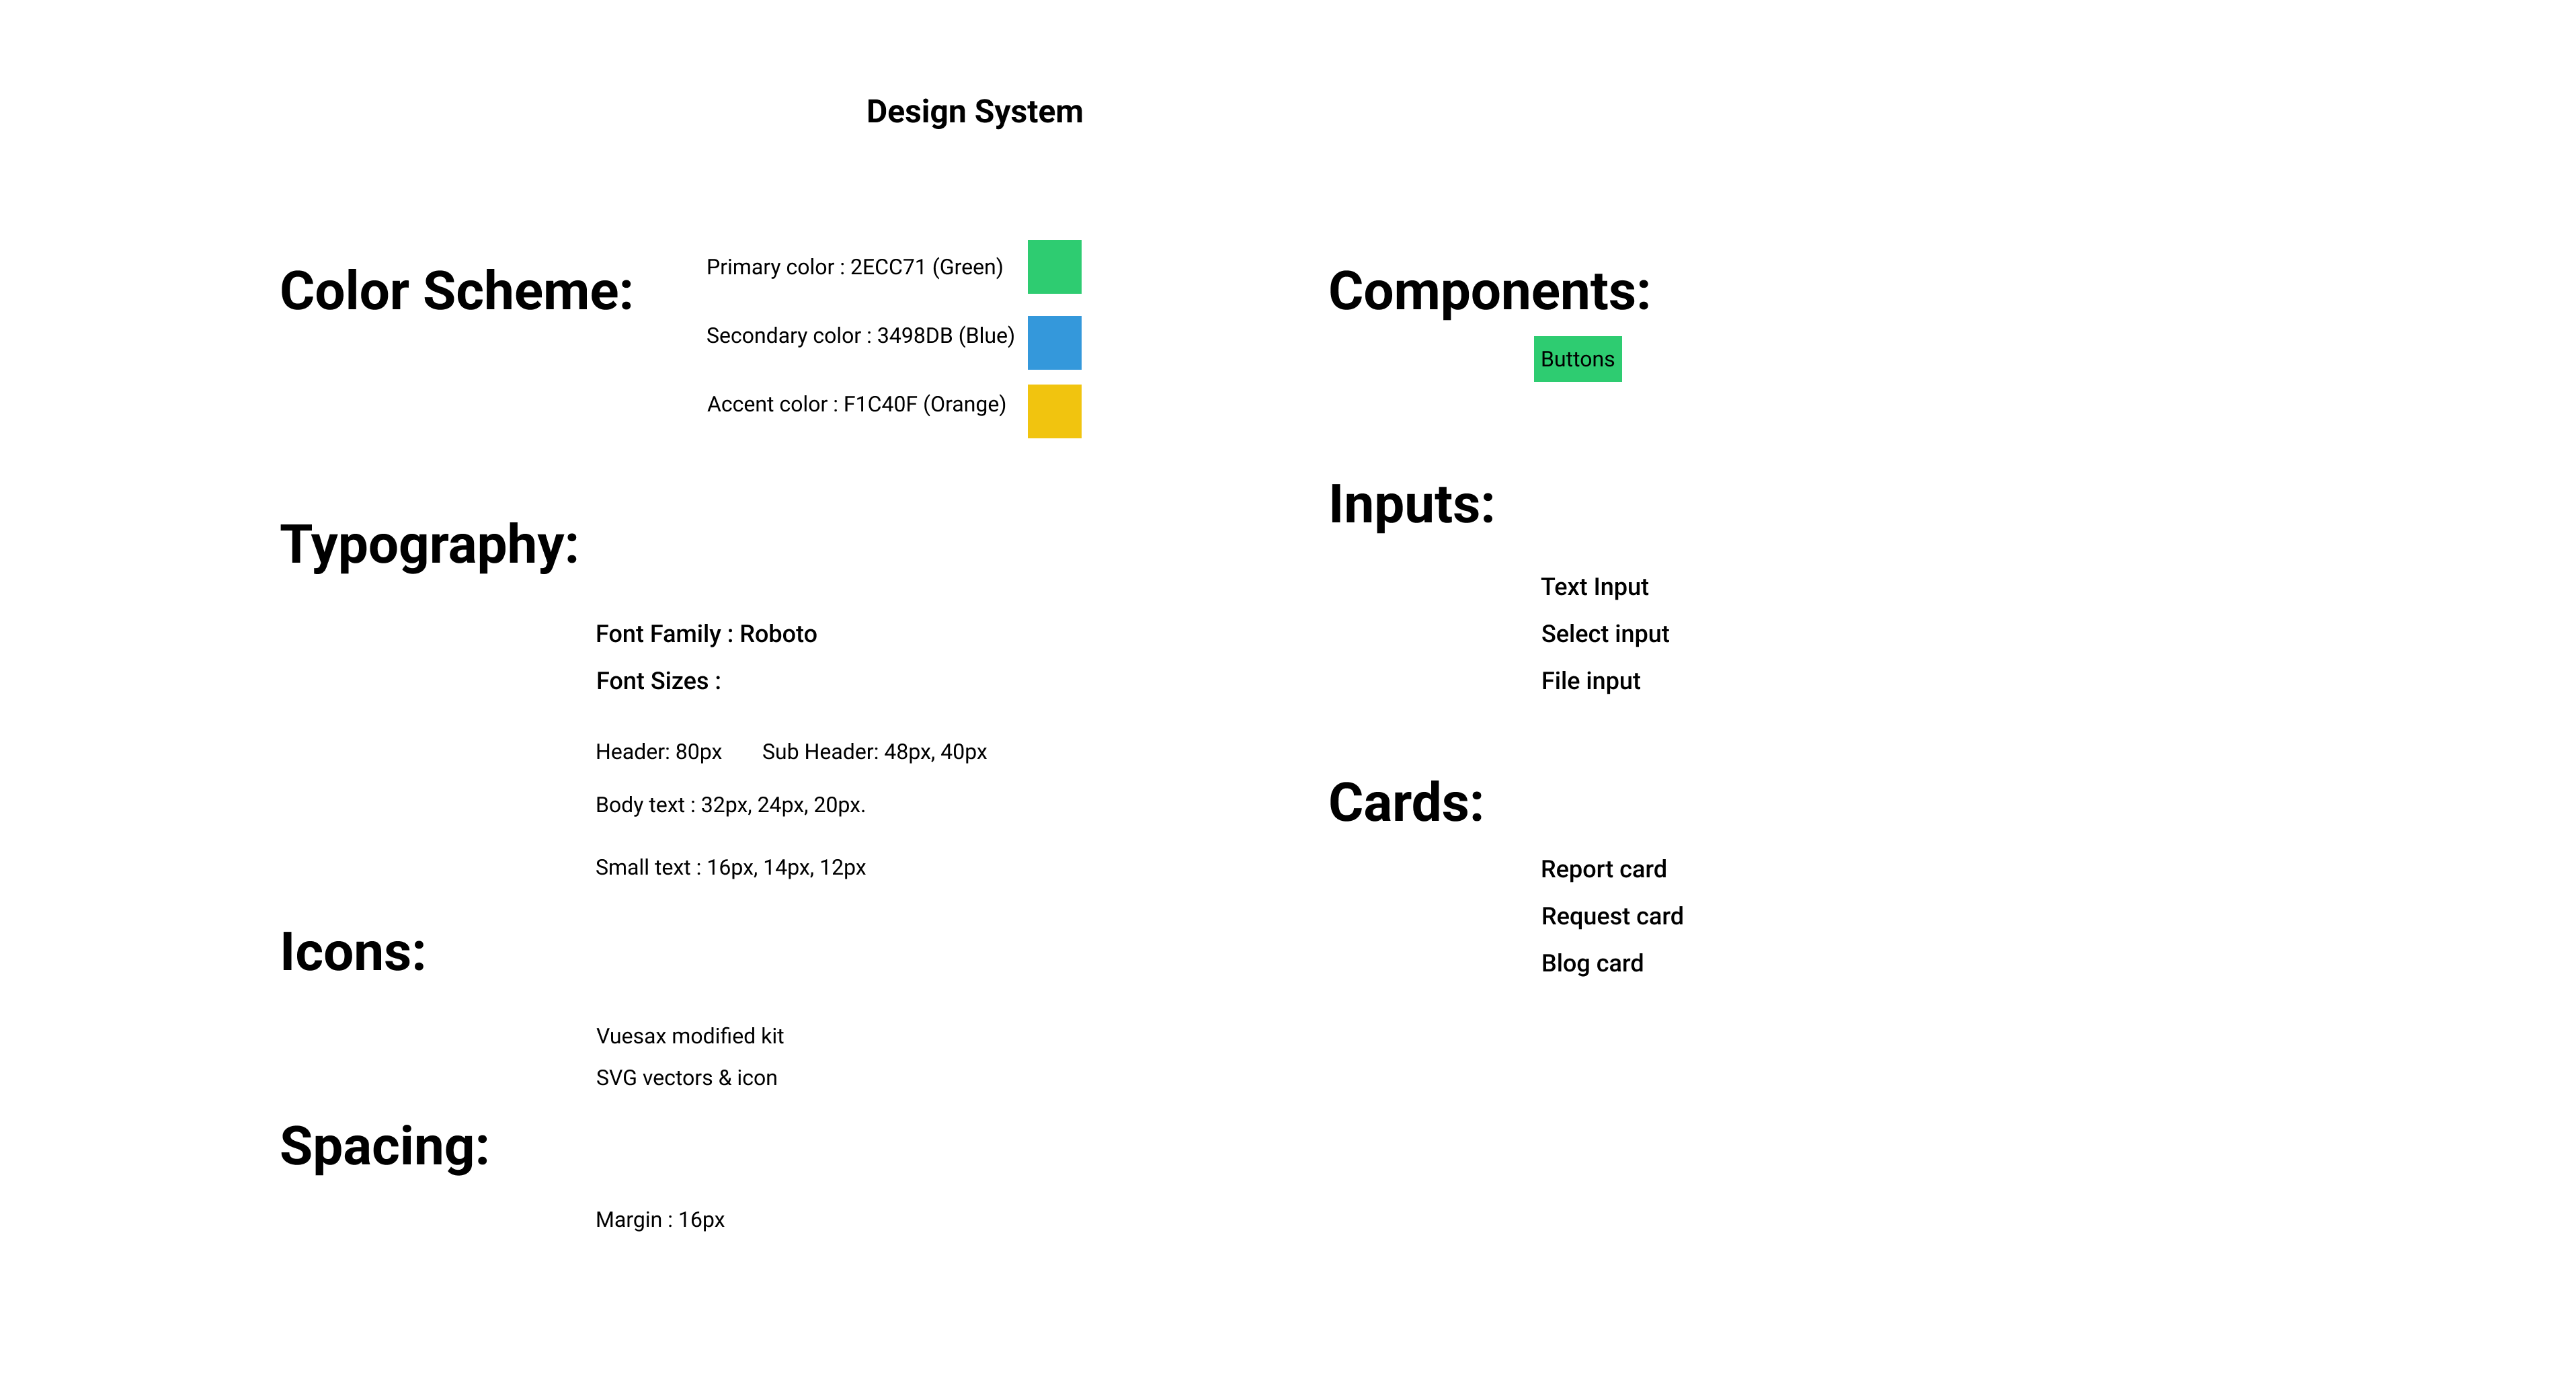 Design System
Color Scheme:
Primary color : 2ECC71 (Green)
Secondary color : 3498DB (Blue)
Accent color : F1C40F (Orange)
Typography:
Font Family : Roboto
Font Sizes :
Header: 80px Sub Header: 48px, 40px
Body text : 32px, 24px, 20px.
Small text : 16px, 14px, 12px
Icons:
Vuesax modified kit
SVG vectors & icon
Spacing:
Margin : 16px
Components:
Buttons
Inputs:
Text Input
Select input
File input
Cards:
Report card
Request card
Blog card